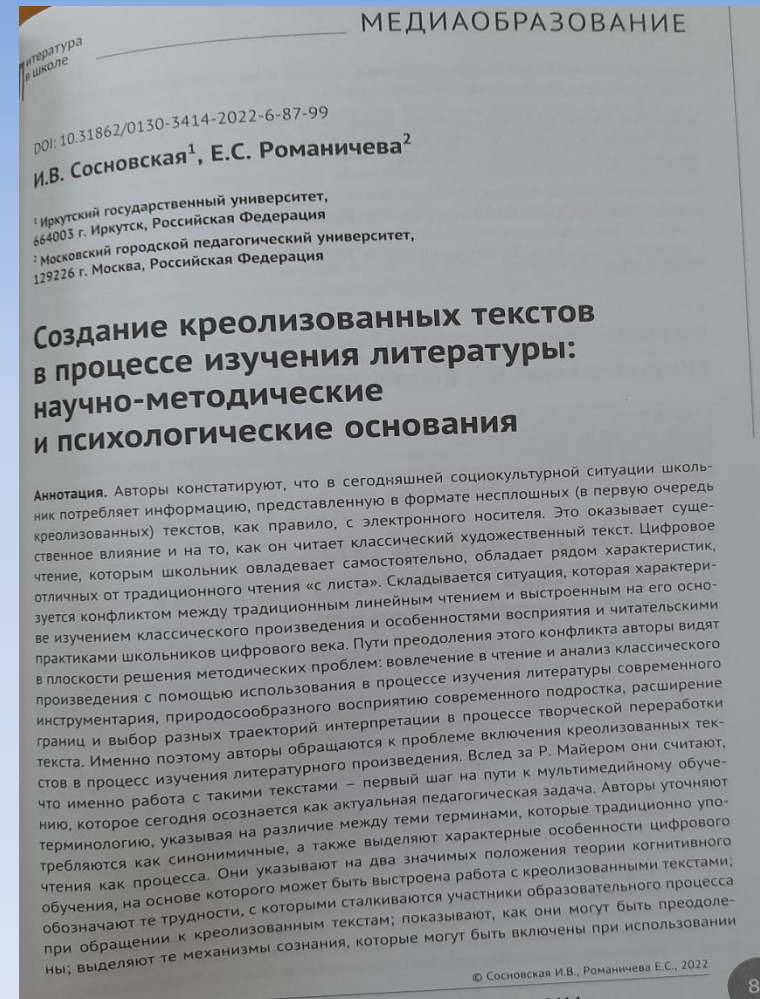 МЕДИАОБРАЗОВАНИЕ
итература
в школе
DOI: 10.31862/0130-3414-2022-6-87-99
И.В. Сосновская¹, Е.С. Романичева²
¹ Иркутский государственный университет,
664003 г. Иркутск, Российская Федерация
² Московский городской педагогический университет,
129226 г. Москва, Российская Федерация
Создание креолизованных текстов
в процессе изучения литературы:
научно-методические
и психологические основания
Аннотация. Авторы констатируют, что в сегодняшней социокультурной ситуации школь-
ник потребляет информацию, представленную в формате несплошных (в первую очередь
креолизованных) текстов, как правило, с электронного носителя. Это оказывает суще-
ственное влияние и на то, как он читает классический художественный текст. Цифровое
чтение, которым школьник овладевает самостоятельно, обладает рядом характеристик,
отличных от традиционного чтения «с листа». Складывается ситуация, которая характери-
зуется конфликтом между традиционным линейным чтением и выстроенным на его осно-
ве изучением классического произведения и особенностями восприятия и читательскими
практиками школьников цифрового века. Пути преодоления этого конфликта авторы видят
в плоскости решения методических проблем: вовлечение в чтение и анализ классического
произведения с помощью использования в процессе изучения литературы современного
инструментария, природосообразного восприятию современного подростка, расширение
границ и выбор разных траекторий интерпретации в процессе творческой переработки
текста. Именно поэтому авторы обращаются к проблеме включения креолизованных тек-
стов в процесс изучения литературного произведения. Вслед за Р. Майером они считают,
что именно работа с такими текстами – первый шаг на пути к мультимедийному обуче-
нию, которое сегодня осознается как актуальная педагогическая задача. Авторы уточняют
терминологию, указывая на различие между теми терминами, которые традиционно упо-
требляются как синонимичные, а также выделяют характерные особенности цифрового
чтения как процесса. Они указывают на два значимых положения теории когнитивного
обучения, на основе которого может быть выстроена работа с креолизованными текстами;
обозначают те трудности, с которыми сталкиваются участники образовательного процесса
при обращении к креолизованным текстам; показывают, как они могут быть преодоле-
ны; выделяют те механизмы сознания, которые могут быть включены при использовании
© Сосновская И.В., Романичева Е.С., 2022
8